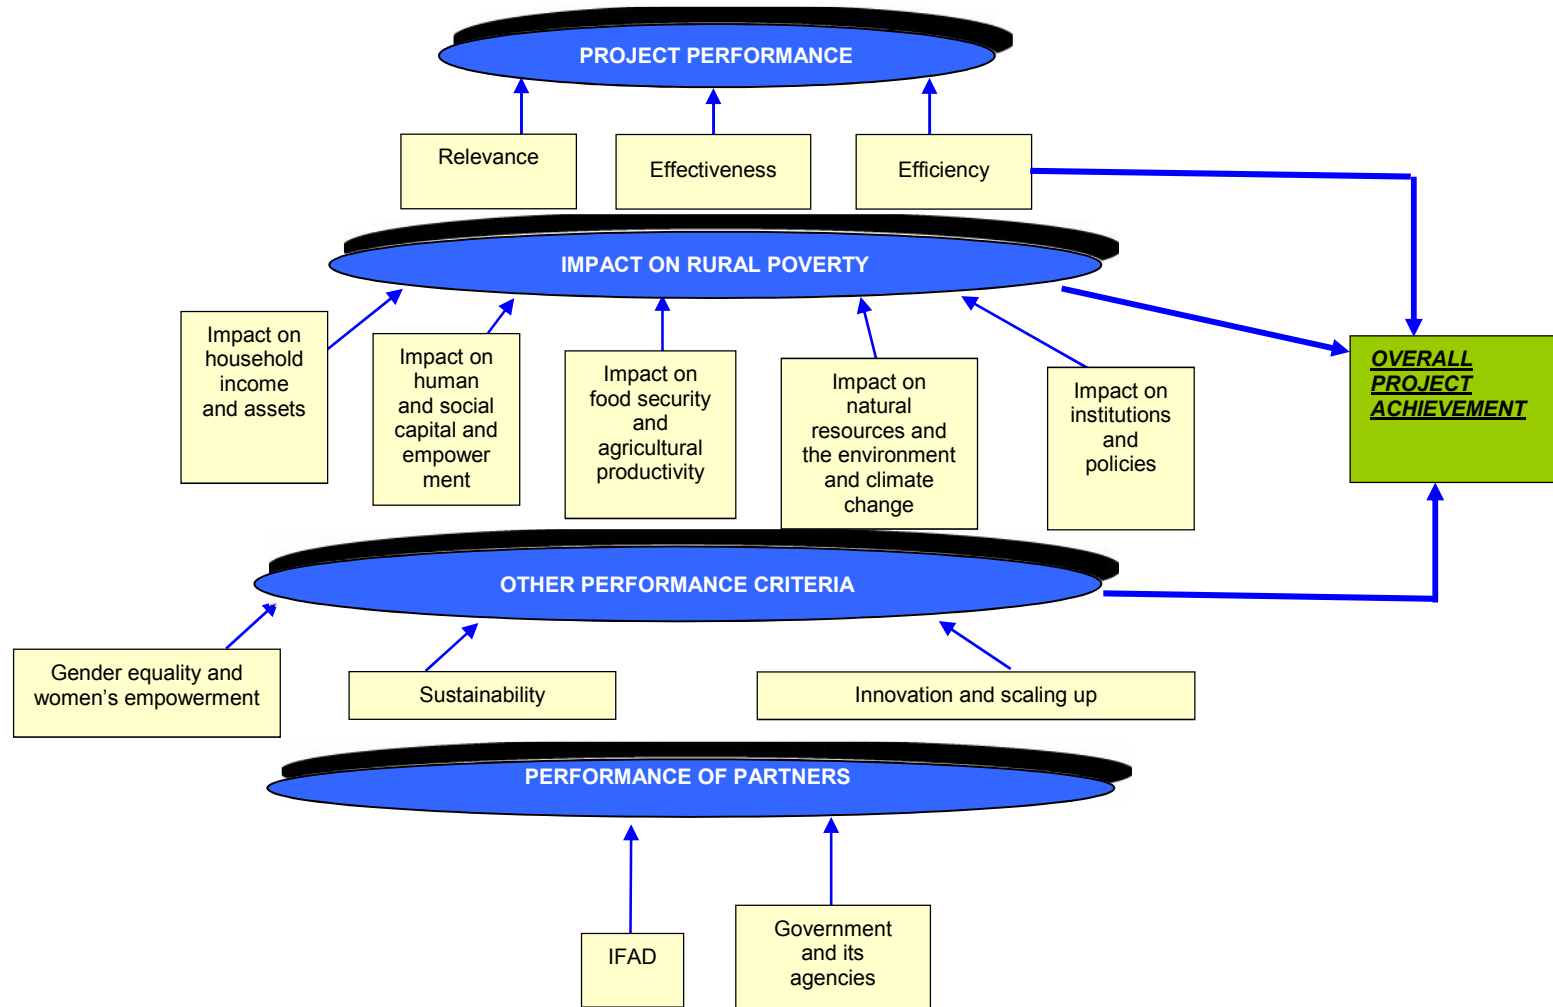 PROJECT PERFORMANCE
Relevance
Effectiveness
Efficiency
IMPACT ON RURAL POVERTY
Impact on
household
income
and assets
Impact on
human
and social
capital and
empower
ment
Impact on
food security
and
agricultural
productivity
Impact on
natural
resources and
the environment
and climate
change
Impact on
institutions
and
policies
OVERALL
PROJECT
ACHIEVEMENT
OTHER PERFORMANCE CRITERIA
Gender equality and
women’s empowerment
Sustainability
Innovation and scaling up
PERFORMANCE OF PARTNERS
IFAD
Government
and its
agencies